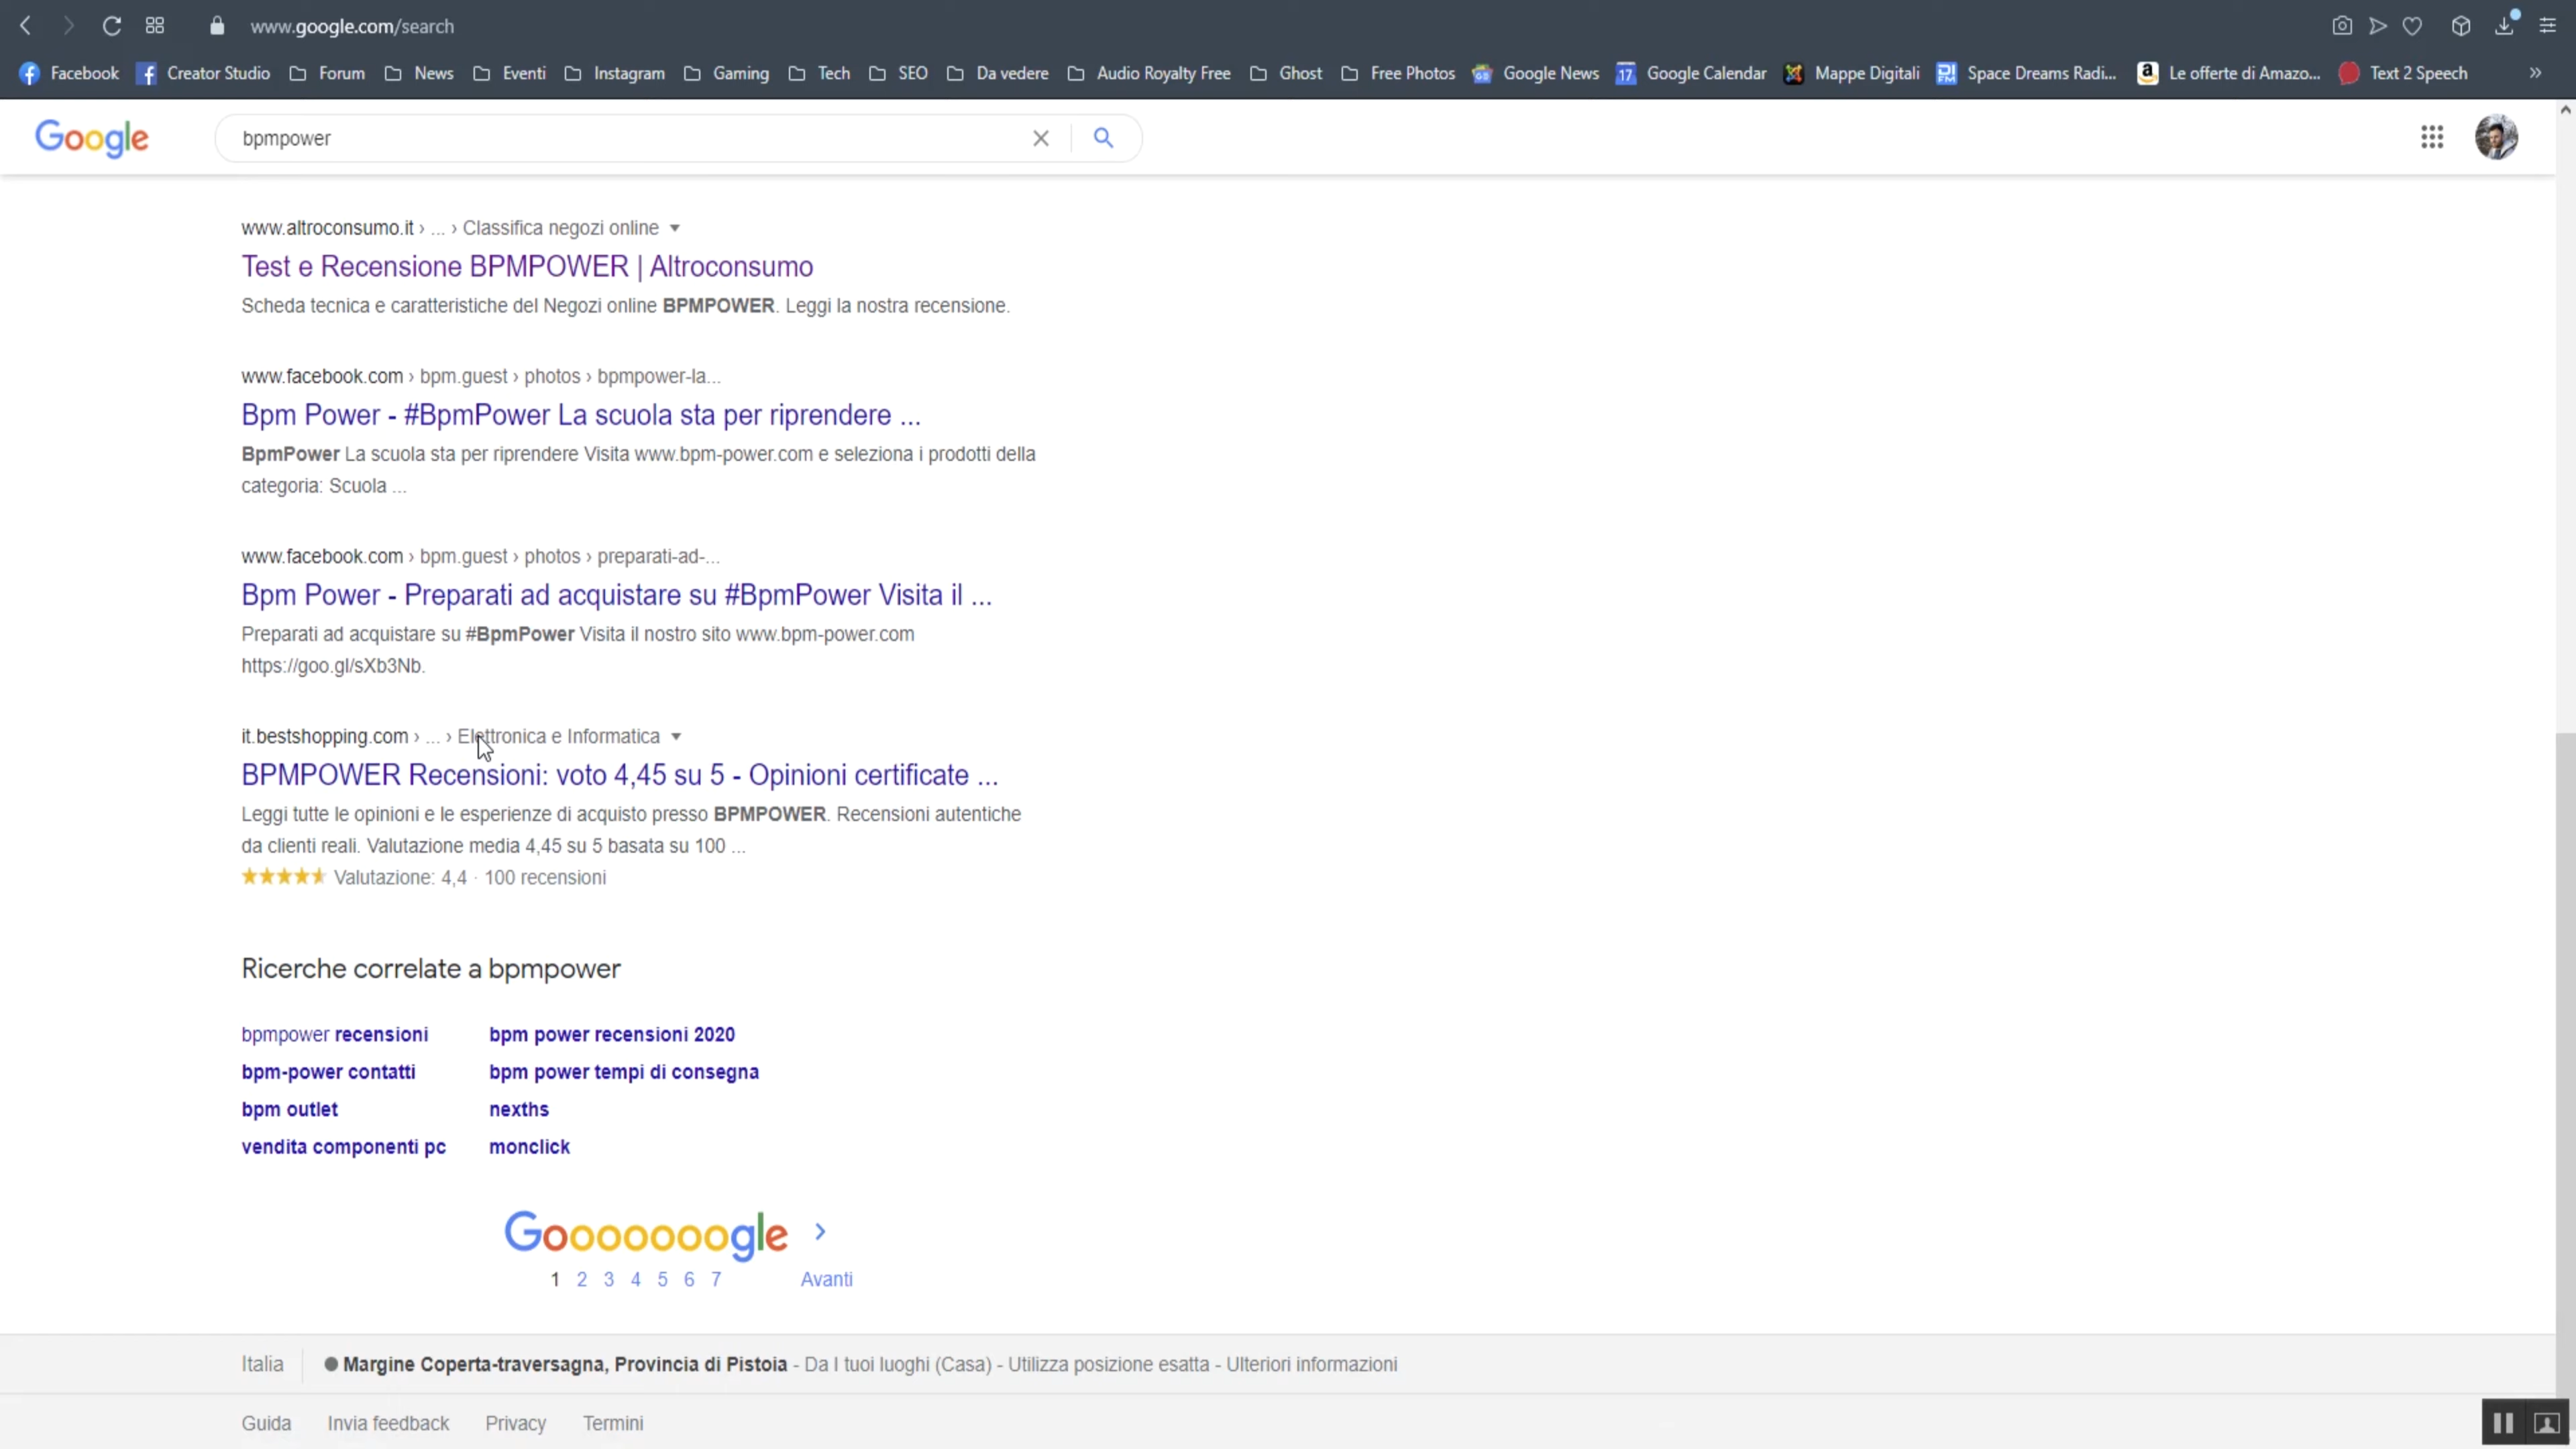 www.google.com/search
Facebook Creator Studio Forum News Eventi Instagram Gaming Tech SEO Da vedere Audio Royalty Free Ghost Free Photos Google News Google Calendar Mappe Digitali Space Dreams Radi... Le offerte di Amazo... Text 2 Speech
Google bpmpower
www.altroconsumo.it › ... › Classifica negozi online
Test e Recensione BPMPOWER | Altroconsumo
Scheda tecnica e caratteristiche del Negozi online BPMPOWER. Leggi la nostra recensione.
www.facebook.com › bpm.guest › photos › bpmpower-la...
Bpm Power - #BpmPower La scuola sta per riprendere ...
BpmPower La scuola sta per riprendere Visita www.bpm-power.com e seleziona i prodotti della
categoria: Scuola ...
www.facebook.com › bpm.guest › photos › preparati-ad-...
Bpm Power - Preparati ad acquistare su #BpmPower Visita il ...
Preparati ad acquistare su #BpmPower Visita il nostro sito www.bpm-power.com
https://goo.gl/sXb3Nb.
it.bestshopping.com › ... › Elettronica e Informatica
BPMPOWER Recensioni: voto 4,45 su 5 - Opinioni certificate ...
Leggi tutte le opinioni e le esperienze di acquisto presso BPMPOWER. Recensioni autentiche
da clienti reali. Valutazione media 4,45 su 5 basata su 100 ...
Valutazione: 4,4 · 100 recensioni
Ricerche correlate a bpmpower
bpmpower recensioni bpm power recensioni 2020
bpm-power contatti bpm power tempi di consegna
bpm outlet nexths
vendita componenti pc monclick
Goooooooogle
1 2 3 4 5 6 7 Avanti
Italia Margine Coperta-traversagna, Provincia di Pistoia - Da I tuoi luoghi (Casa) - Utilizza posizione esatta - Ulteriori informazioni
Guida Invia feedback Privacy Termini